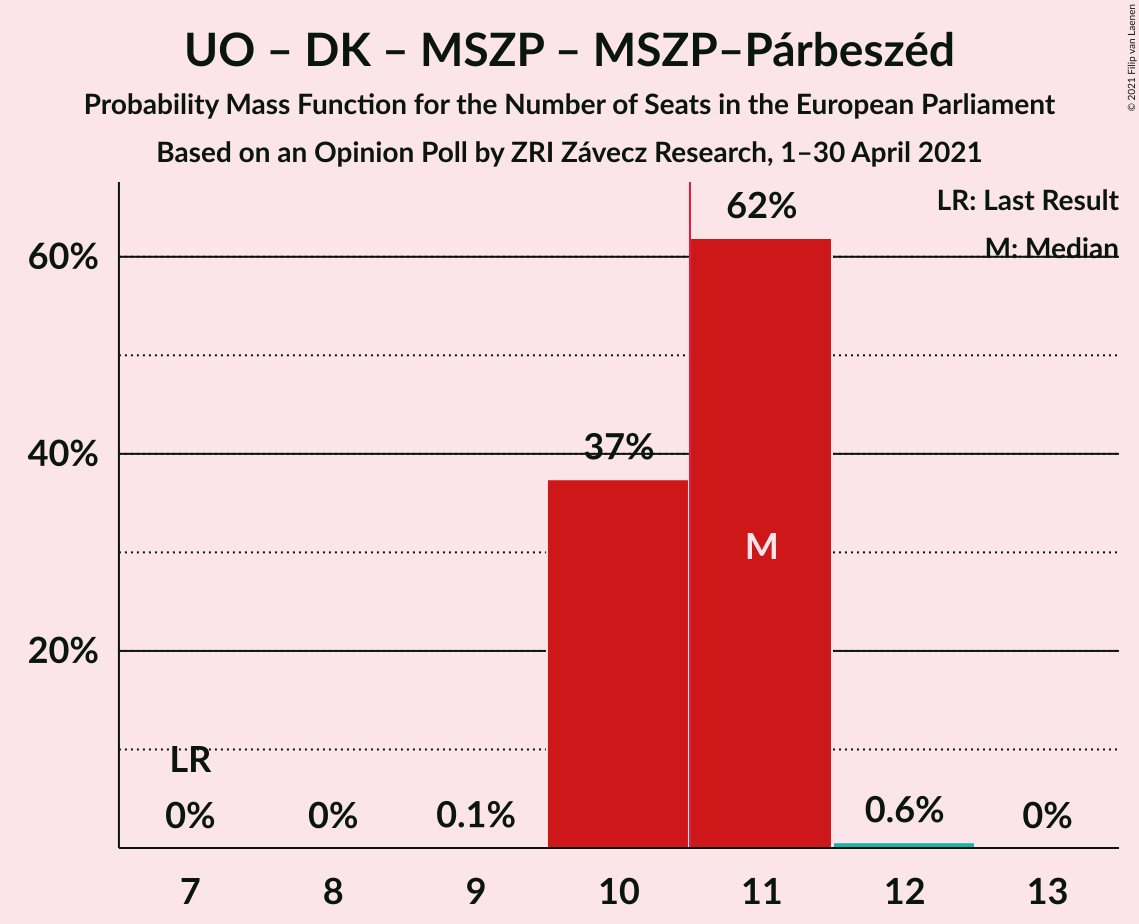 UO – DK – MSZP – MSZP–Párbeszéd
Probability Mass Function for the Number of Seats in the European Parliament
Based on an Opinion Poll by ZRI Závecz Research, 1–30 April 2021
© 2021 Filip van Laenen
LR: Last Result
M: Median
62%
60%
40%
37%
M
20%
LR
0%
0%
0.1%
0.6%
0%
7
8
9
10
11
12
13